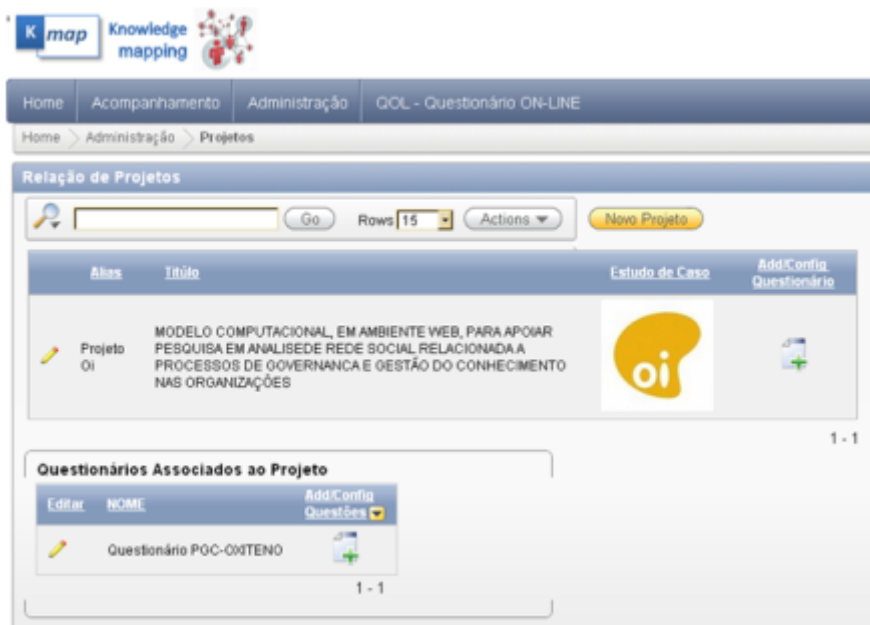 K map Knowledge mapping
Home Acompanhamento Administração QOL - Questionário ON-LINE
Home Administração Projetos
Relação de Projetos
Go Rows 15 Actions Novo Projeto
Alias Titúlo Estudo de Caso Add/Config Questionário
Projeto Oi
MODELO COMPUTACIONAL, EM AMBIENTE WEB, PARA APOIAR
PESQUISA EM ANALISEDE REDE SOCIAL RELACIONADA A
PROCESSOS DE GOVERNANCA E GESTÃO DO CONHECIMENTO
NAS ORGANIZAÇÕES
oi
1 - 1
Questionários Associados ao Projeto
Editar NOME Add/Config Questões
Questionário PGC-OXITENO
1 - 1